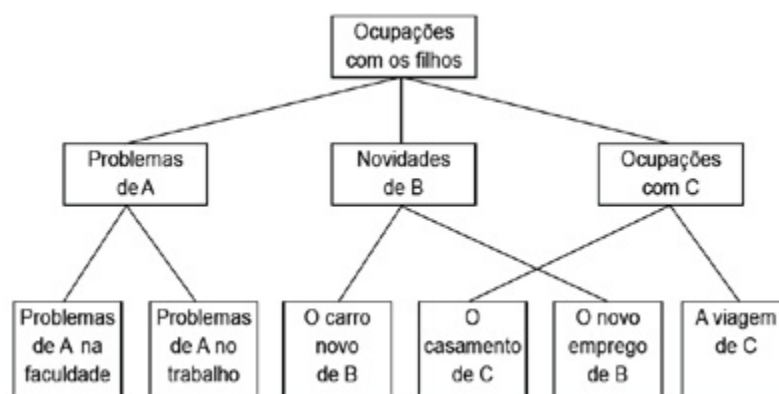 Ocupações
com os filhos
Problemas
de A
Novidades
de B
Ocupações
com C
Problemas
de A na
faculdade
Problemas
de A no
trabalho
O carro
novo
de B
O
casamento
de C
O novo
emprego
de B
A viagem
de C